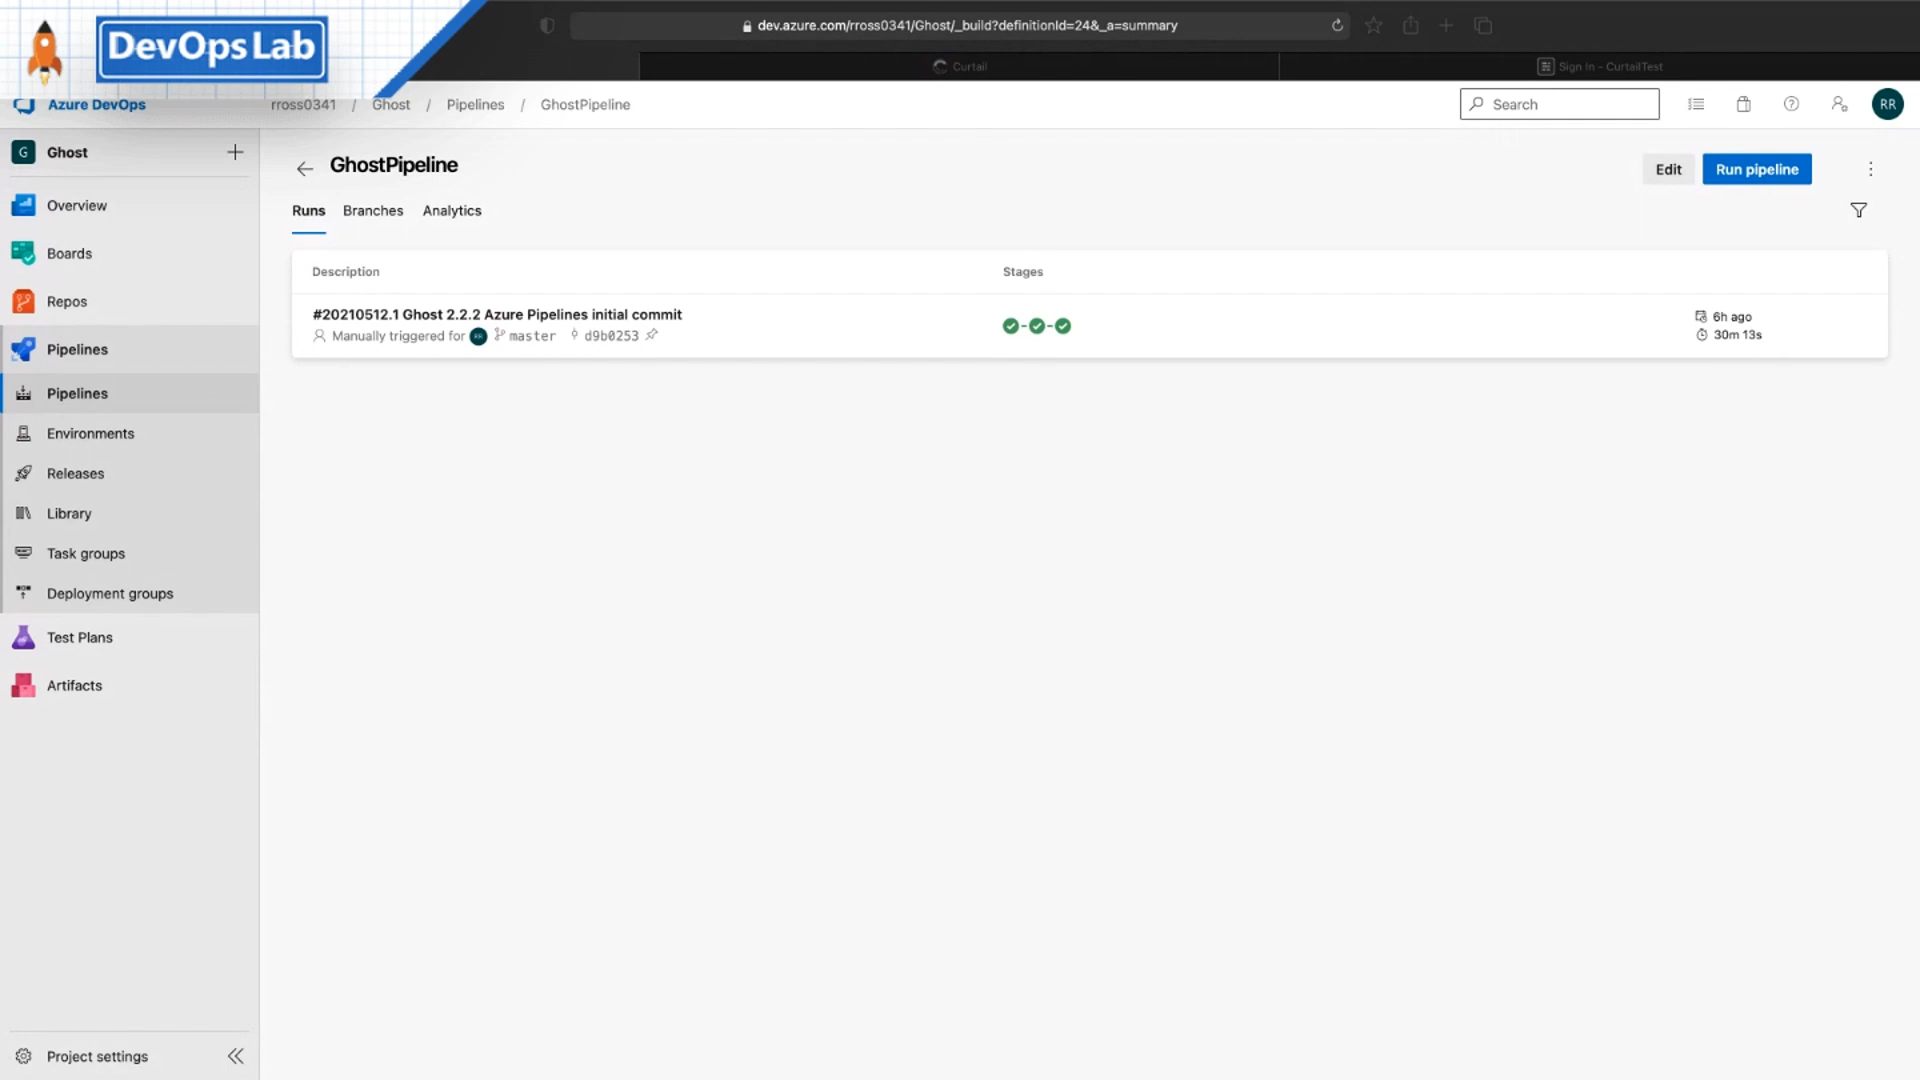 DevOps Lab
dev.azure.com/rross0341/Ghost/_build?definitionId=24&_a=summary
Curtail
Sign In - CurtailTest
Azure DevOps
rross0341 / Ghost / Pipelines / GhostPipeline
Search
RR
G Ghost
GhostPipeline
Edit
Run pipeline
Overview
Runs
Branches
Analytics
Boards
Description
Stages
Repos
#20210512.1 Ghost 2.2.2 Azure Pipelines initial commit
6h ago
Manually triggered for RR master d9b0253
30m 13s
Pipelines
Pipelines
Environments
Releases
Library
Task groups
Deployment groups
Test Plans
Artifacts
Project settings